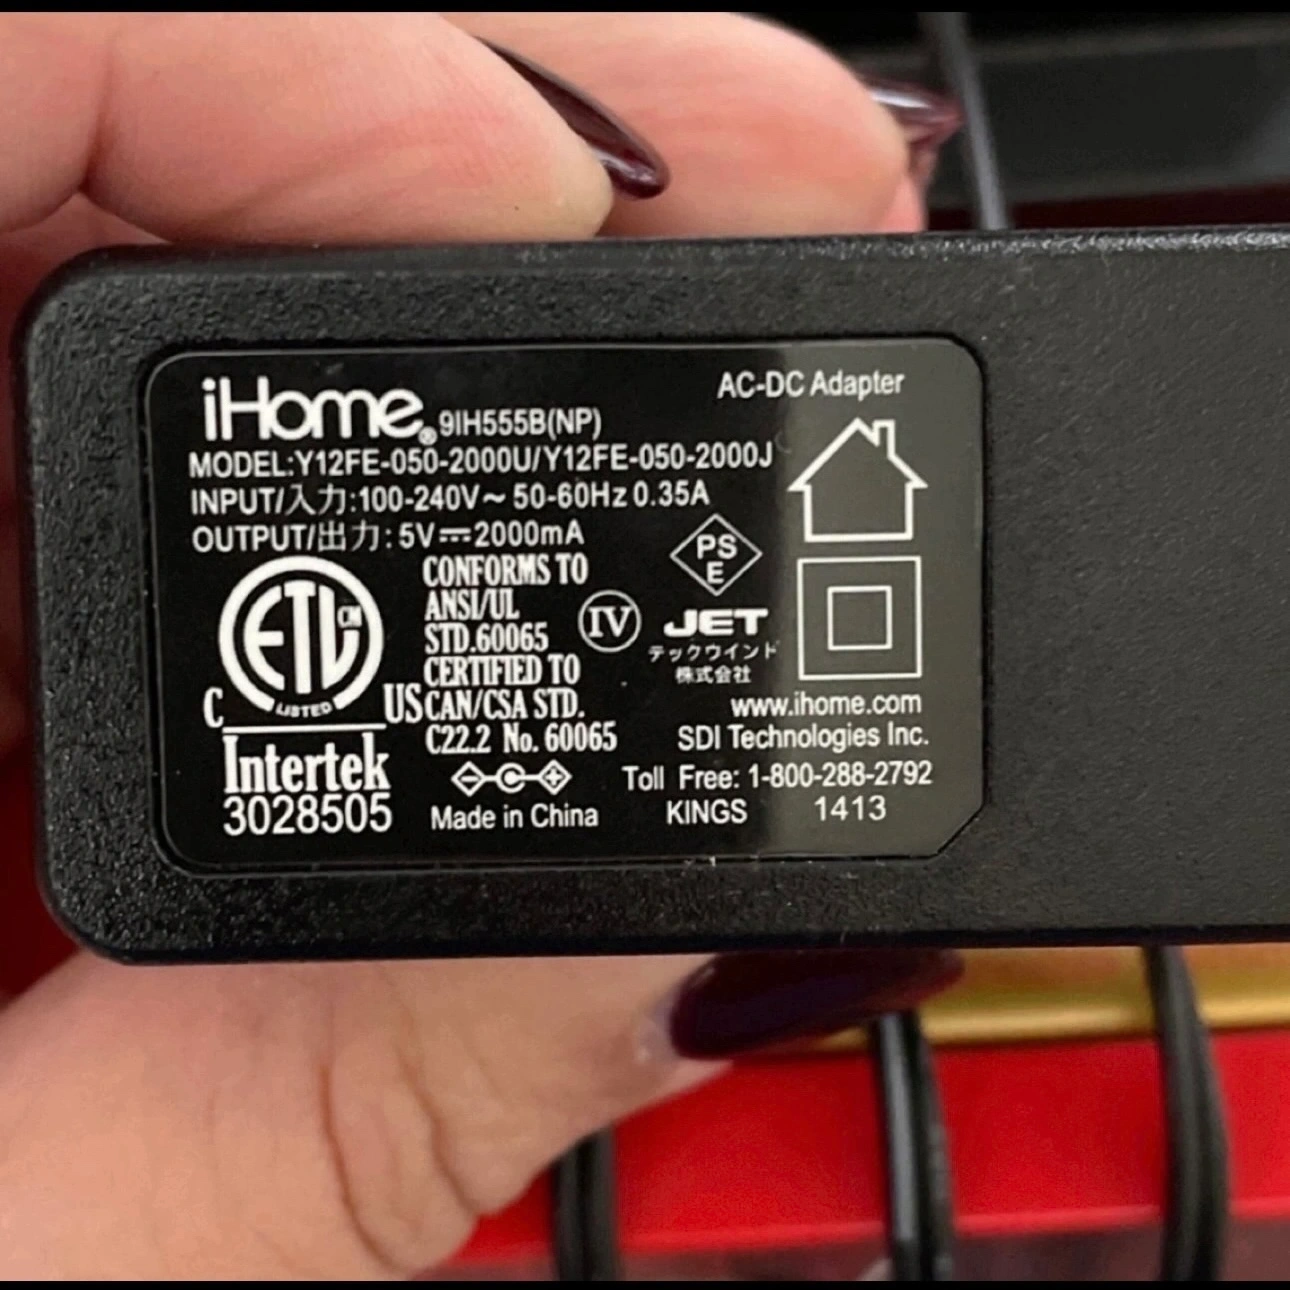 iHome® 9IH555B(NP)
AC-DC Adapter
MODEL:Y12FE-050-2000U/Y12FE-050-2000J
INPUT/入力:100-240V~ 50-60Hz 0.35A
OUTPUT/出力:5V⎓2000mA
CONFORMS TO
ANSI/UL
STD.60065
CERTIFIED TO
CAN/CSA STD.
C22.2 No. 60065
ETL CM
LISTED
C US
Intertek
3028505
IV
PS
E
JET
テックウインド
株式会社
www.ihome.com
SDI Technologies Inc.
Toll Free: 1-800-288-2792
Made in China
KINGS 1413